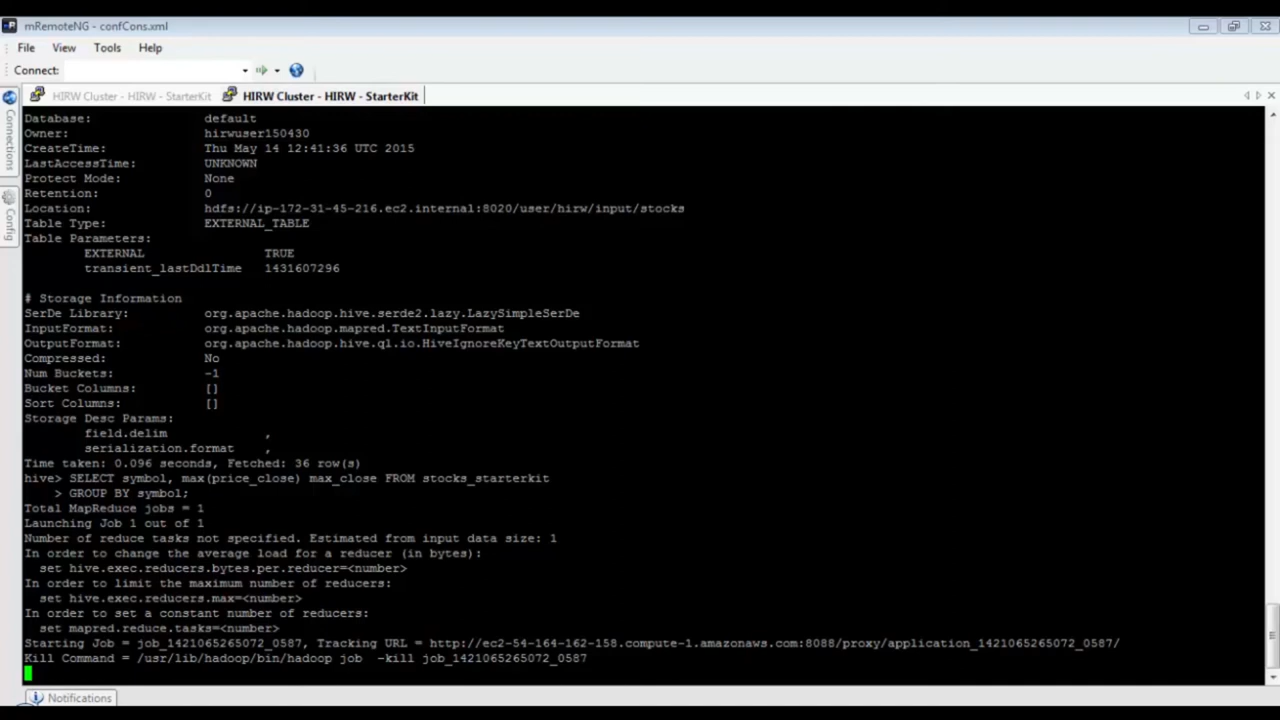 mRemoteNG - confCons.xml
File View Tools Help
Connect:
HIRW Cluster - HIRW - StarterKit HIRW Cluster - HIRW - StarterKit
Connections
Config
Database: default
Owner: hirwuser150430
CreateTime: Thu May 14 12:41:36 UTC 2015
LastAccessTime: UNKNOWN
Protect Mode: None
Retention: 0
Location: hdfs://ip-172-31-45-216.ec2.internal:8020/user/hirw/input/stocks
Table Type: EXTERNAL_TABLE
Table Parameters:
EXTERNAL TRUE
transient_lastDdlTime 1431607296
# Storage Information
SerDe Library: org.apache.hadoop.hive.serde2.lazy.LazySimpleSerDe
InputFormat: org.apache.hadoop.mapred.TextInputFormat
OutputFormat: org.apache.hadoop.hive.ql.io.HiveIgnoreKeyTextOutputFormat
Compressed: No
Num Buckets: -1
Bucket Columns: []
Sort Columns: []
Storage Desc Params:
field.delim ,
serialization.format ,
Time taken: 0.096 seconds, Fetched: 36 row(s)
hive> SELECT symbol, max(price_close) max_close FROM stocks_starterkit
> GROUP BY symbol;
Total MapReduce jobs = 1
Launching Job 1 out of 1
Number of reduce tasks not specified. Estimated from input data size: 1
In order to change the average load for a reducer (in bytes):
set hive.exec.reducers.bytes.per.reducer=<number>
In order to limit the maximum number of reducers:
set hive.exec.reducers.max=<number>
In order to set a constant number of reducers:
set mapred.reduce.tasks=<number>
Starting Job = job_1421065265072_0587, Tracking URL = http://ec2-54-164-162-158.compute-1.amazonaws.com:8088/proxy/application_1421065265072_0587/
Kill Command = /usr/lib/hadoop/bin/hadoop job -kill job_1421065265072_0587
Notifications